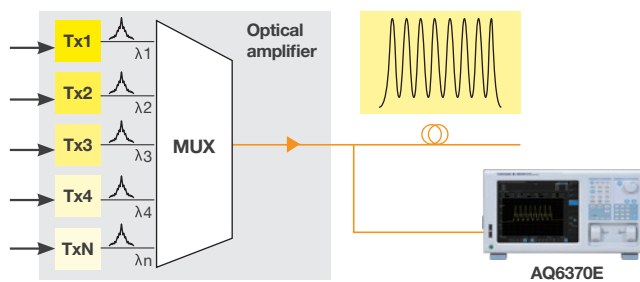 Tx1
λ1
Optical
amplifier
Tx2
λ2
Tx3
λ3
MUX
Tx4
λ4
TxN
λn
AQ6370E